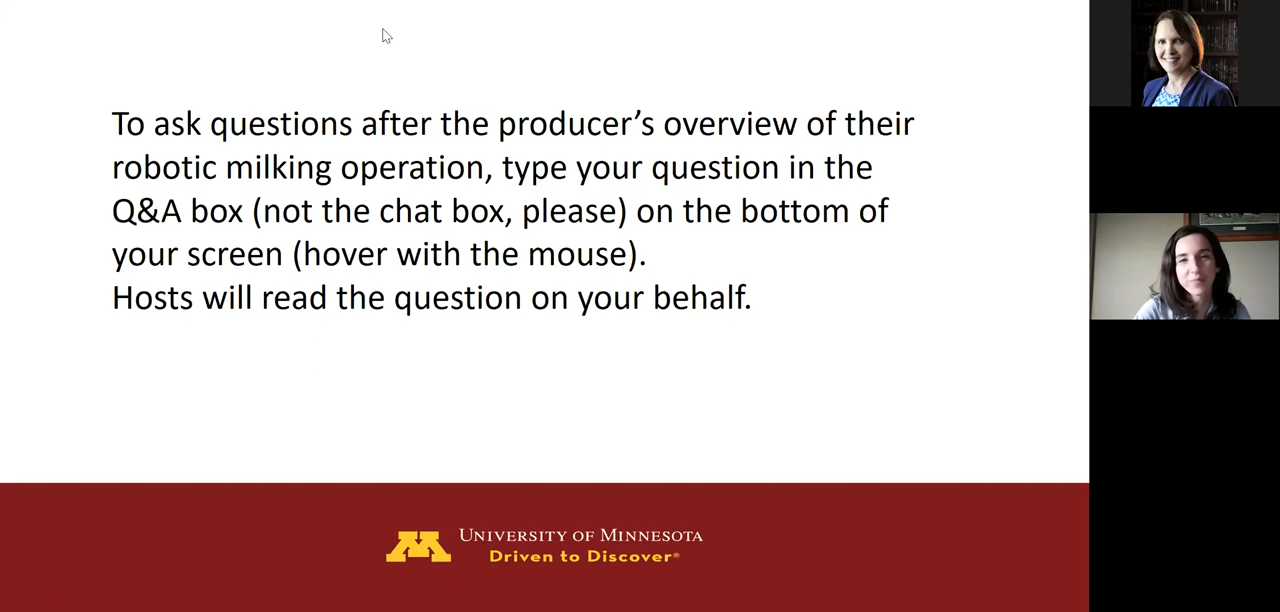 To ask questions after the producer’s overview of their
robotic milking operation, type your question in the
Q&A box (not the chat box, please) on the bottom of
your screen (hover with the mouse).
Hosts will read the question on your behalf.
UNIVERSITY OF MINNESOTA
Driven to Discover®